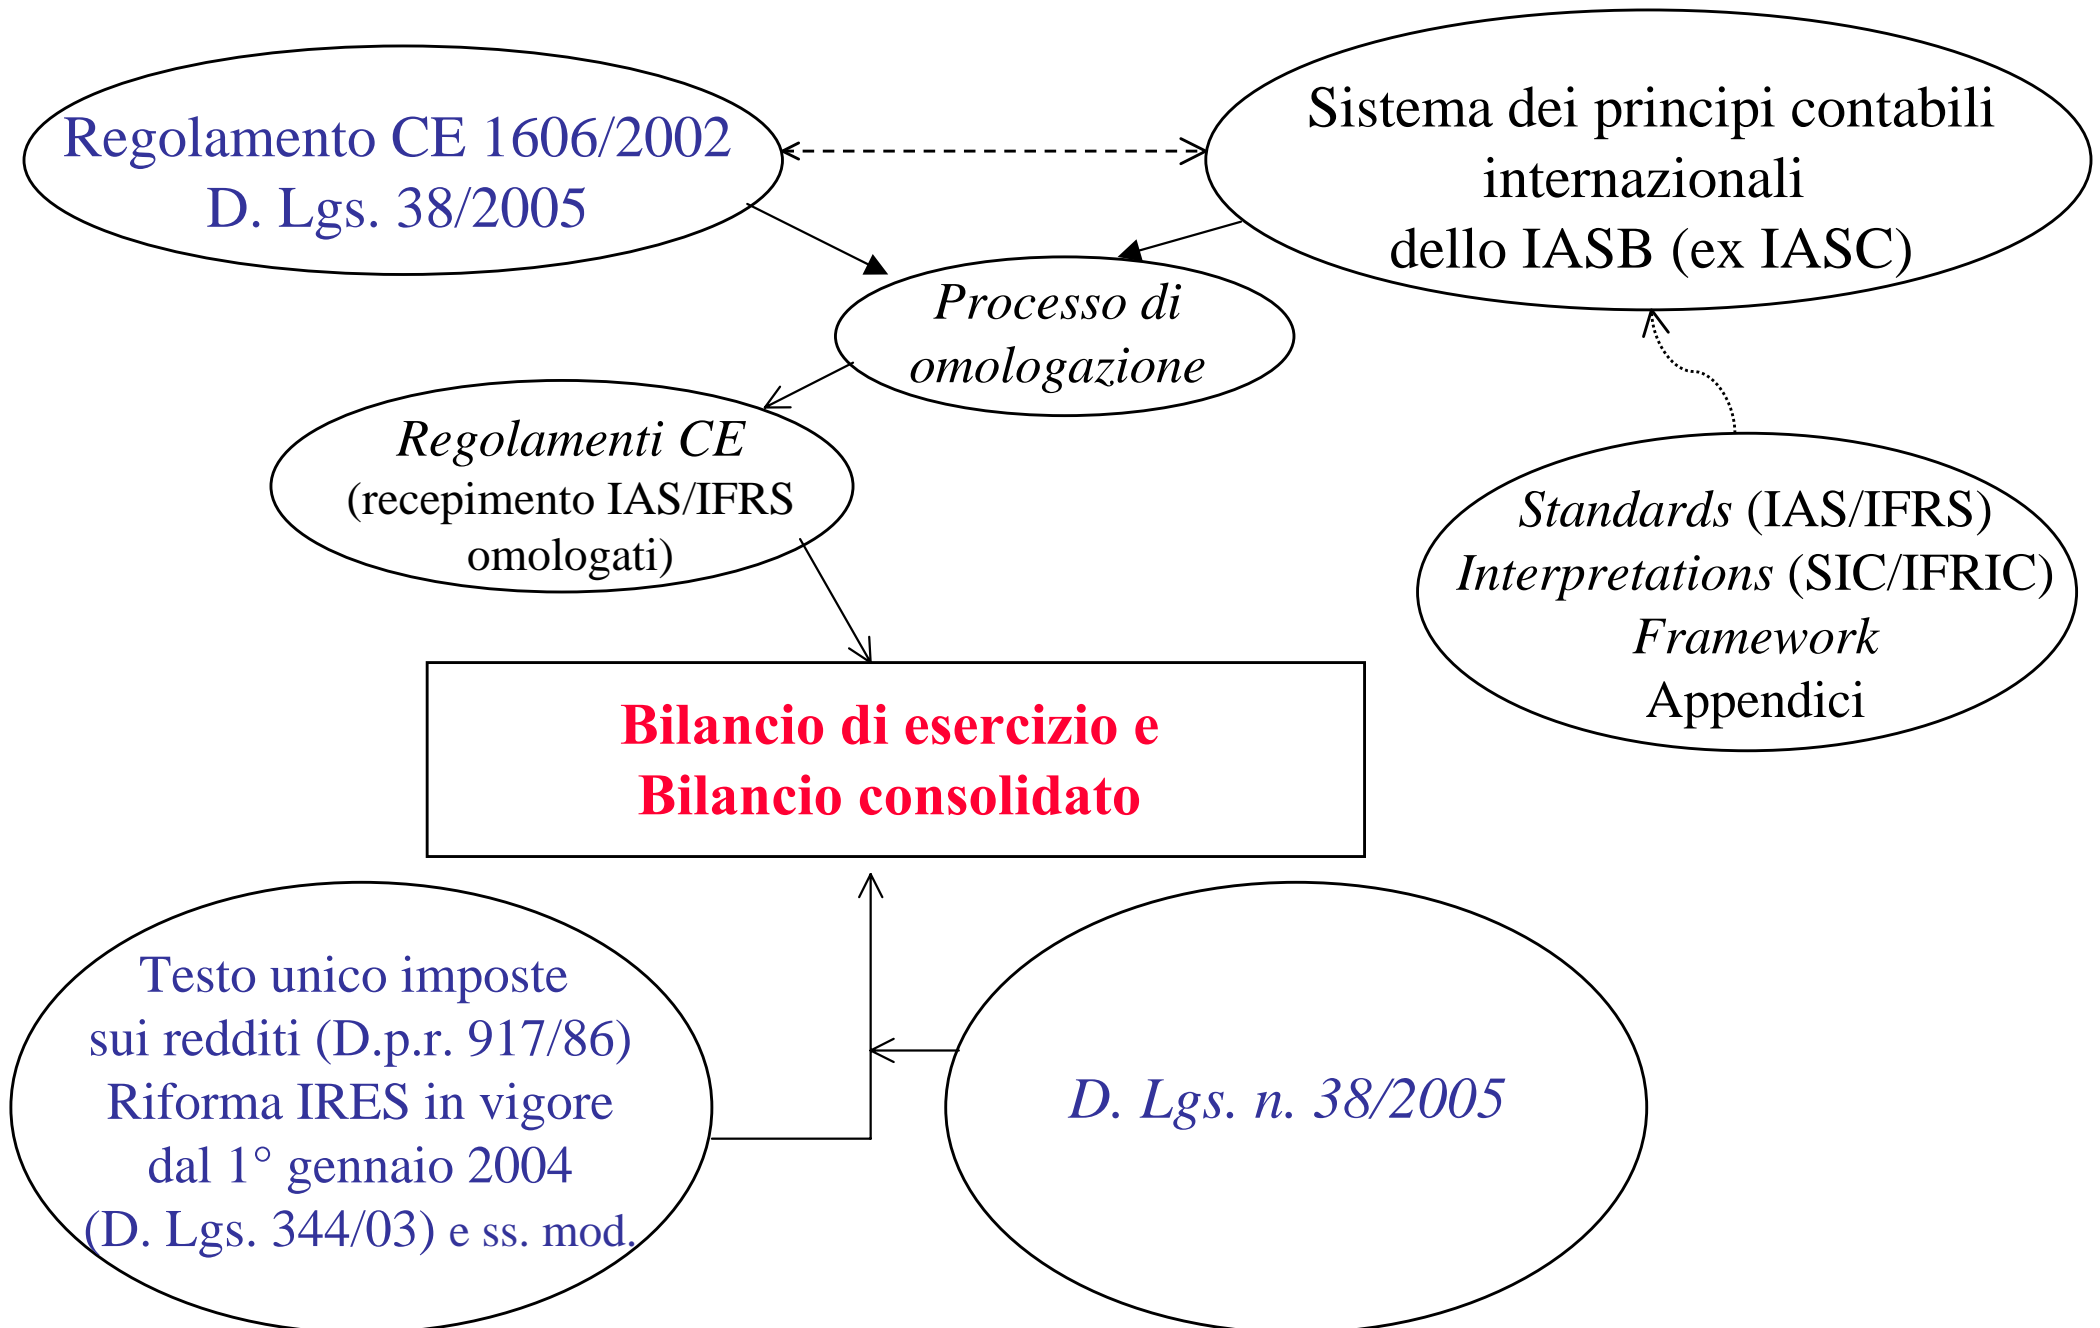 Regolamento CE 1606/2002
D. Lgs. 38/2005
Sistema dei principi contabili
internazionali
dello IASB (ex IASC)
Processo di
omologazione
Regolamenti CE
(recepimento IAS/IFRS
omologati)
Standards (IAS/IFRS)
Interpretations (SIC/IFRIC)
Framework
Appendici
Bilancio di esercizio e
Bilancio consolidato
Testo unico imposte
sui redditi (D.p.r. 917/86)
Riforma IRES in vigore
dal 1° gennaio 2004
(D. Lgs. 344/03) e ss. mod.
D. Lgs. n. 38/2005